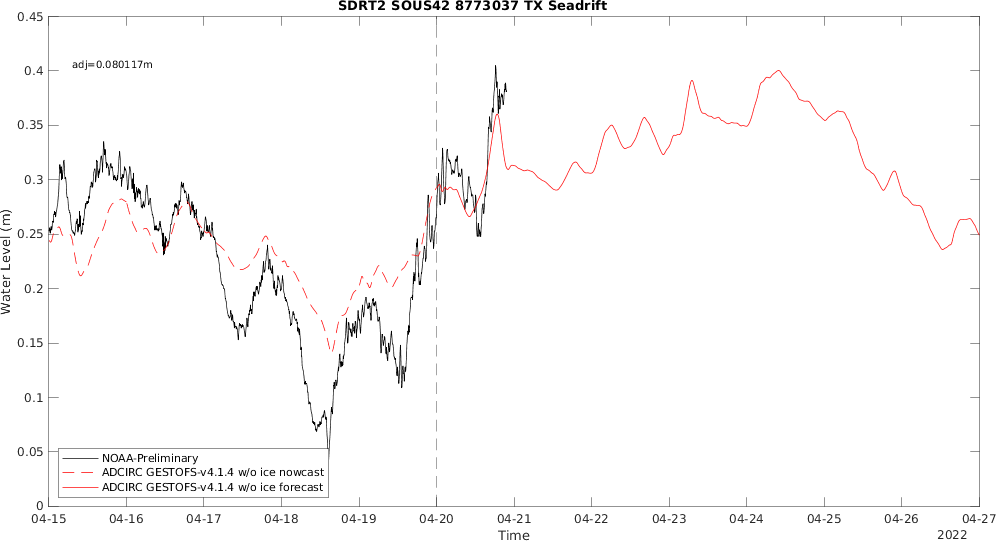 SDRT2 SOUS42 8773037 TX Seadrift
adj=0.080117m
0.45
0.4
0.35
0.3
0.25
0.2
0.15
0.1
0.05
0
Water Level (m)
NOAA-Preliminary
ADCIRC GESTOFS-v4.1.4 w/o ice nowcast
ADCIRC GESTOFS-v4.1.4 w/o ice forecast
04-15 04-16 04-17 04-18 04-19 04-20 04-21 04-22 04-23 04-24 04-25 04-26 04-27
Time
2022